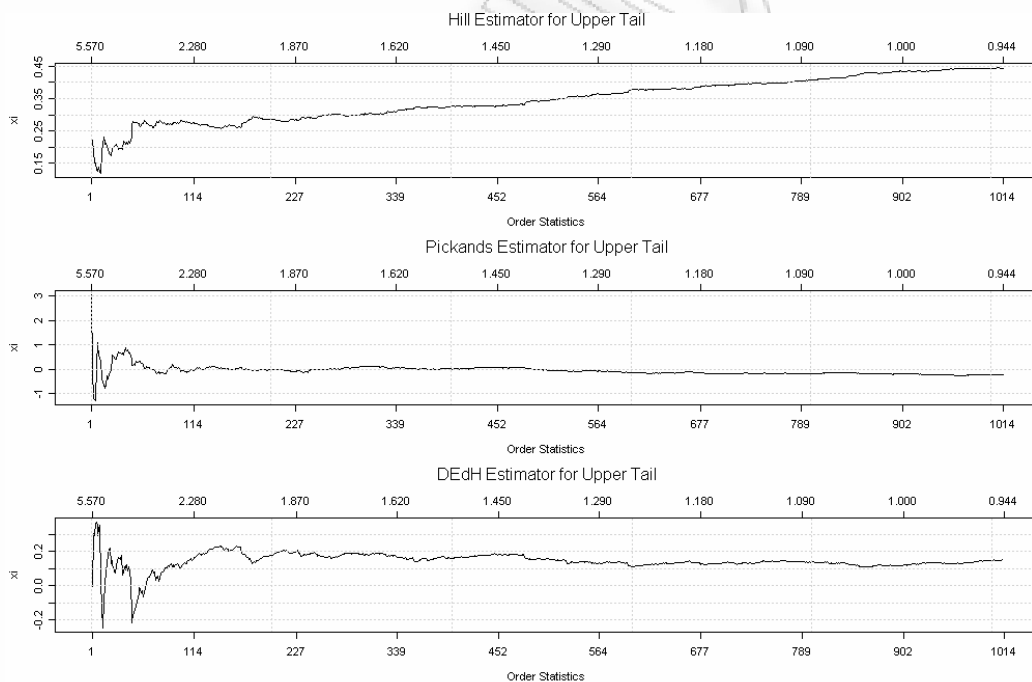 Hill Estimator for Upper Tail
5.570 2.280 1.870 1.620 1.450 1.290 1.180 1.090 1.000 0.944
xi
0.15 0.25 0.35 0.45
1 114 227 339 452 564 677 789 902 1014
Order Statistics
Pickands Estimator for Upper Tail
5.570 2.280 1.870 1.620 1.450 1.290 1.180 1.090 1.000 0.944
xi
-1 0 1 2 3
1 114 227 339 452 564 677 789 902 1014
Order Statistics
DEdH Estimator for Upper Tail
5.570 2.280 1.870 1.620 1.450 1.290 1.180 1.090 1.000 0.944
xi
-0.2 0.0 0.2
1 114 227 339 452 564 677 789 902 1014
Order Statistics